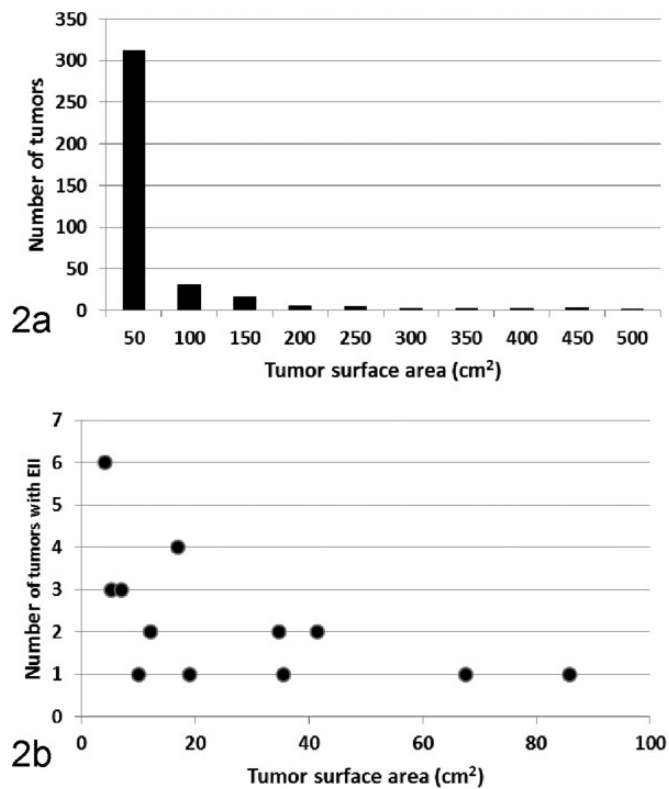 350
300
250
200
150
100
50
0
Number of tumors
50 100 150 200 250 300 350 400 450 500
Tumor surface area (cm²)
2a
7
6
5
4
3
2
1
0
Number of tumors with EII
0 20 40 60 80 100
Tumor surface area (cm²)
2b